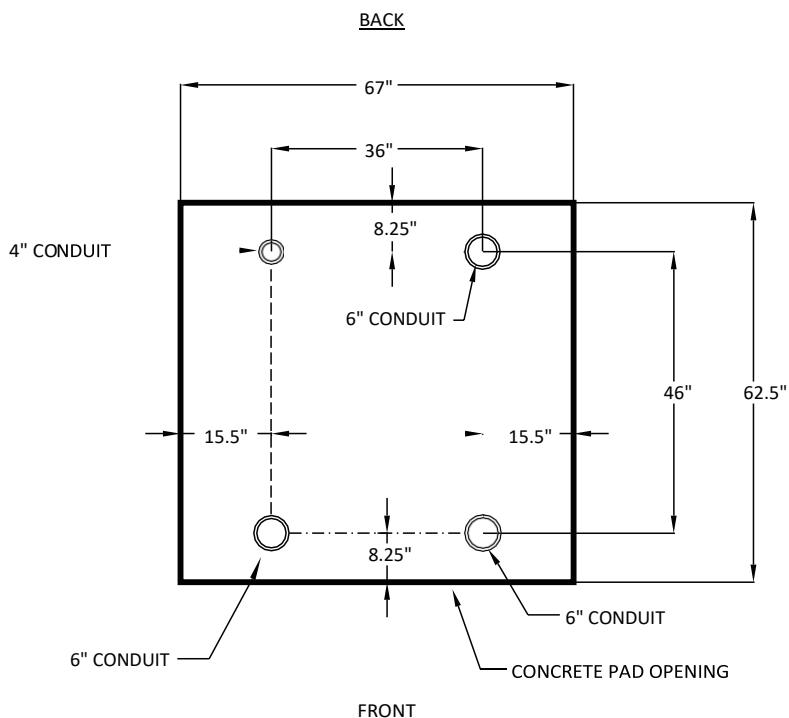 BACK
67"
36"
8.25"
4" CONDUIT
6" CONDUIT
46"
62.5"
15.5"
15.5"
8.25"
6" CONDUIT
6" CONDUIT
CONCRETE PAD OPENING
FRONT